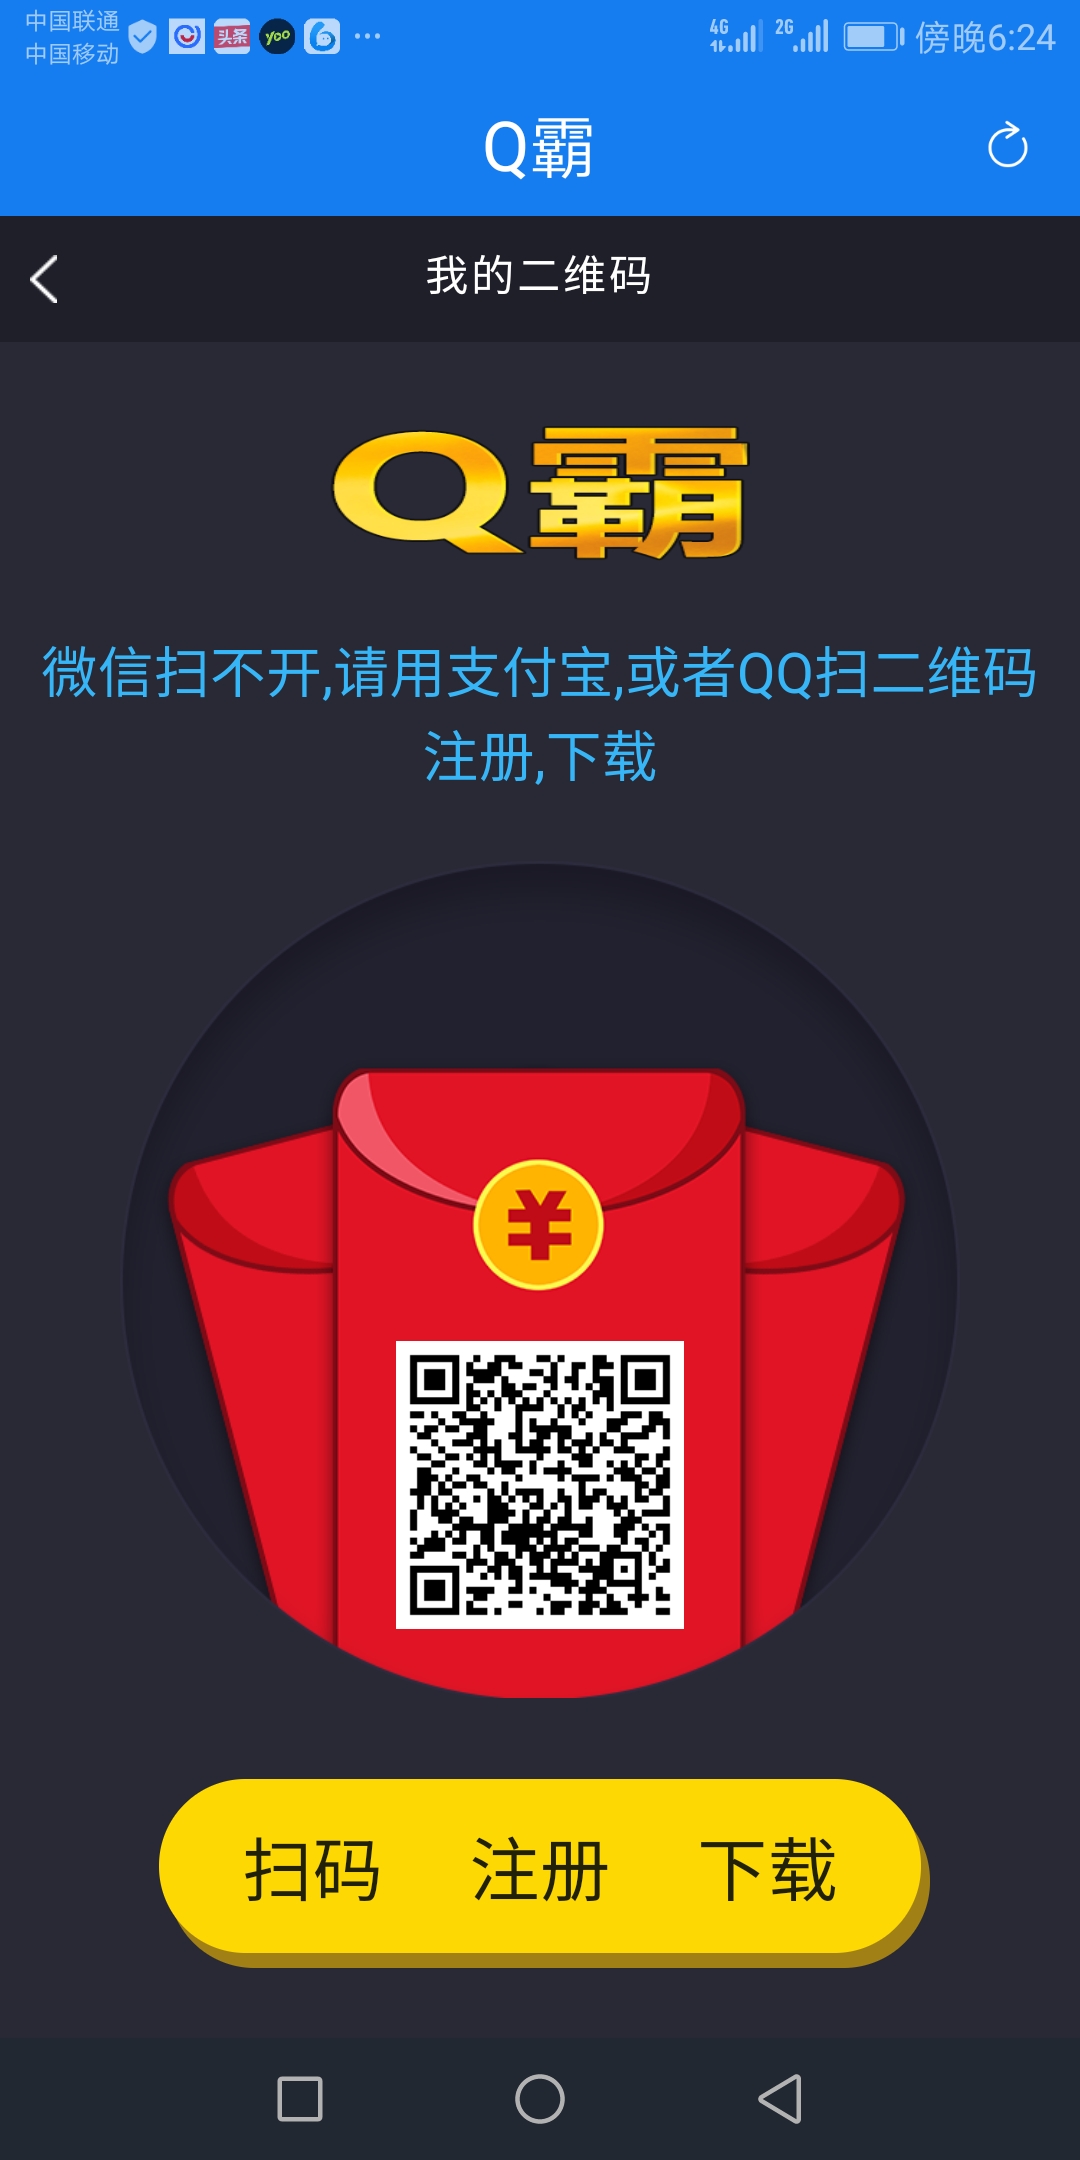 中国联通
中国移动
头条
yoo
4G
2G
傍晚6:24
Q霸
我的二维码
Q霸
微信扫不开,请用支付宝,或者QQ扫二维码
注册,下载
¥
扫码 注册 下载